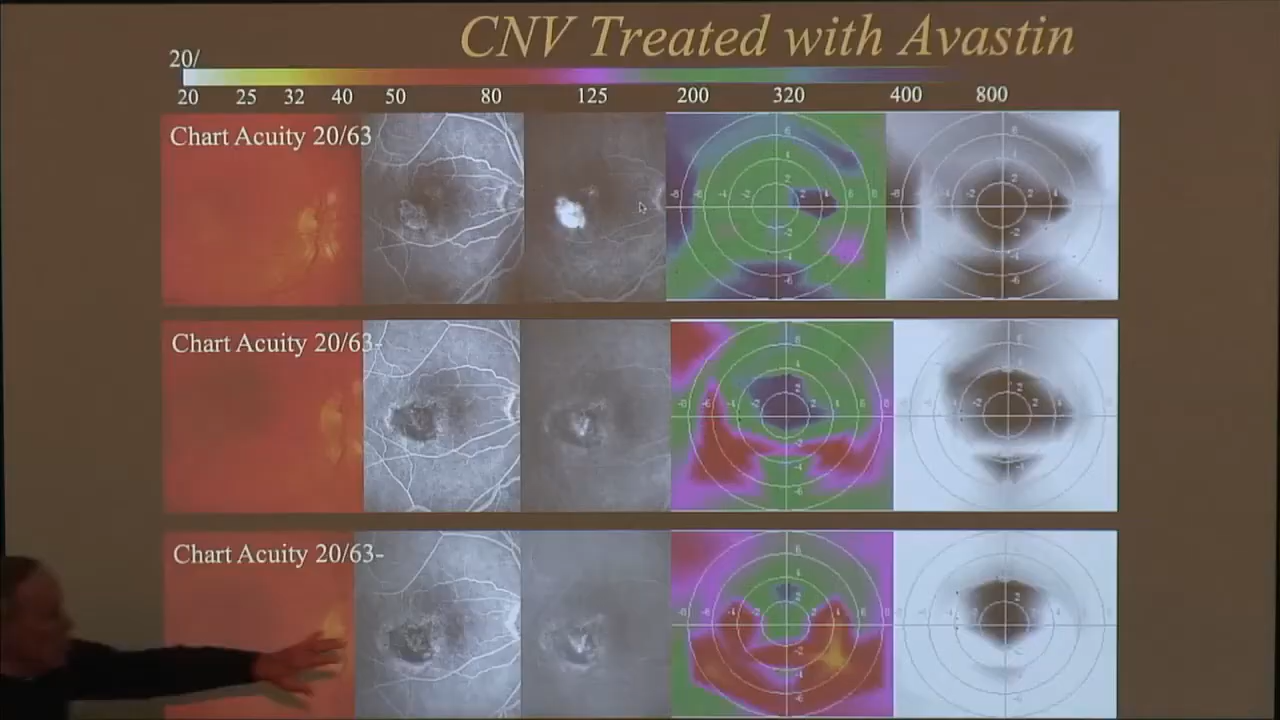 CNV Treated with Avastin
20/
20 25 32 40 50 80 125 200 320 400 800
Chart Acuity 20/63
Chart Acuity 20/63-
Chart Acuity 20/63-